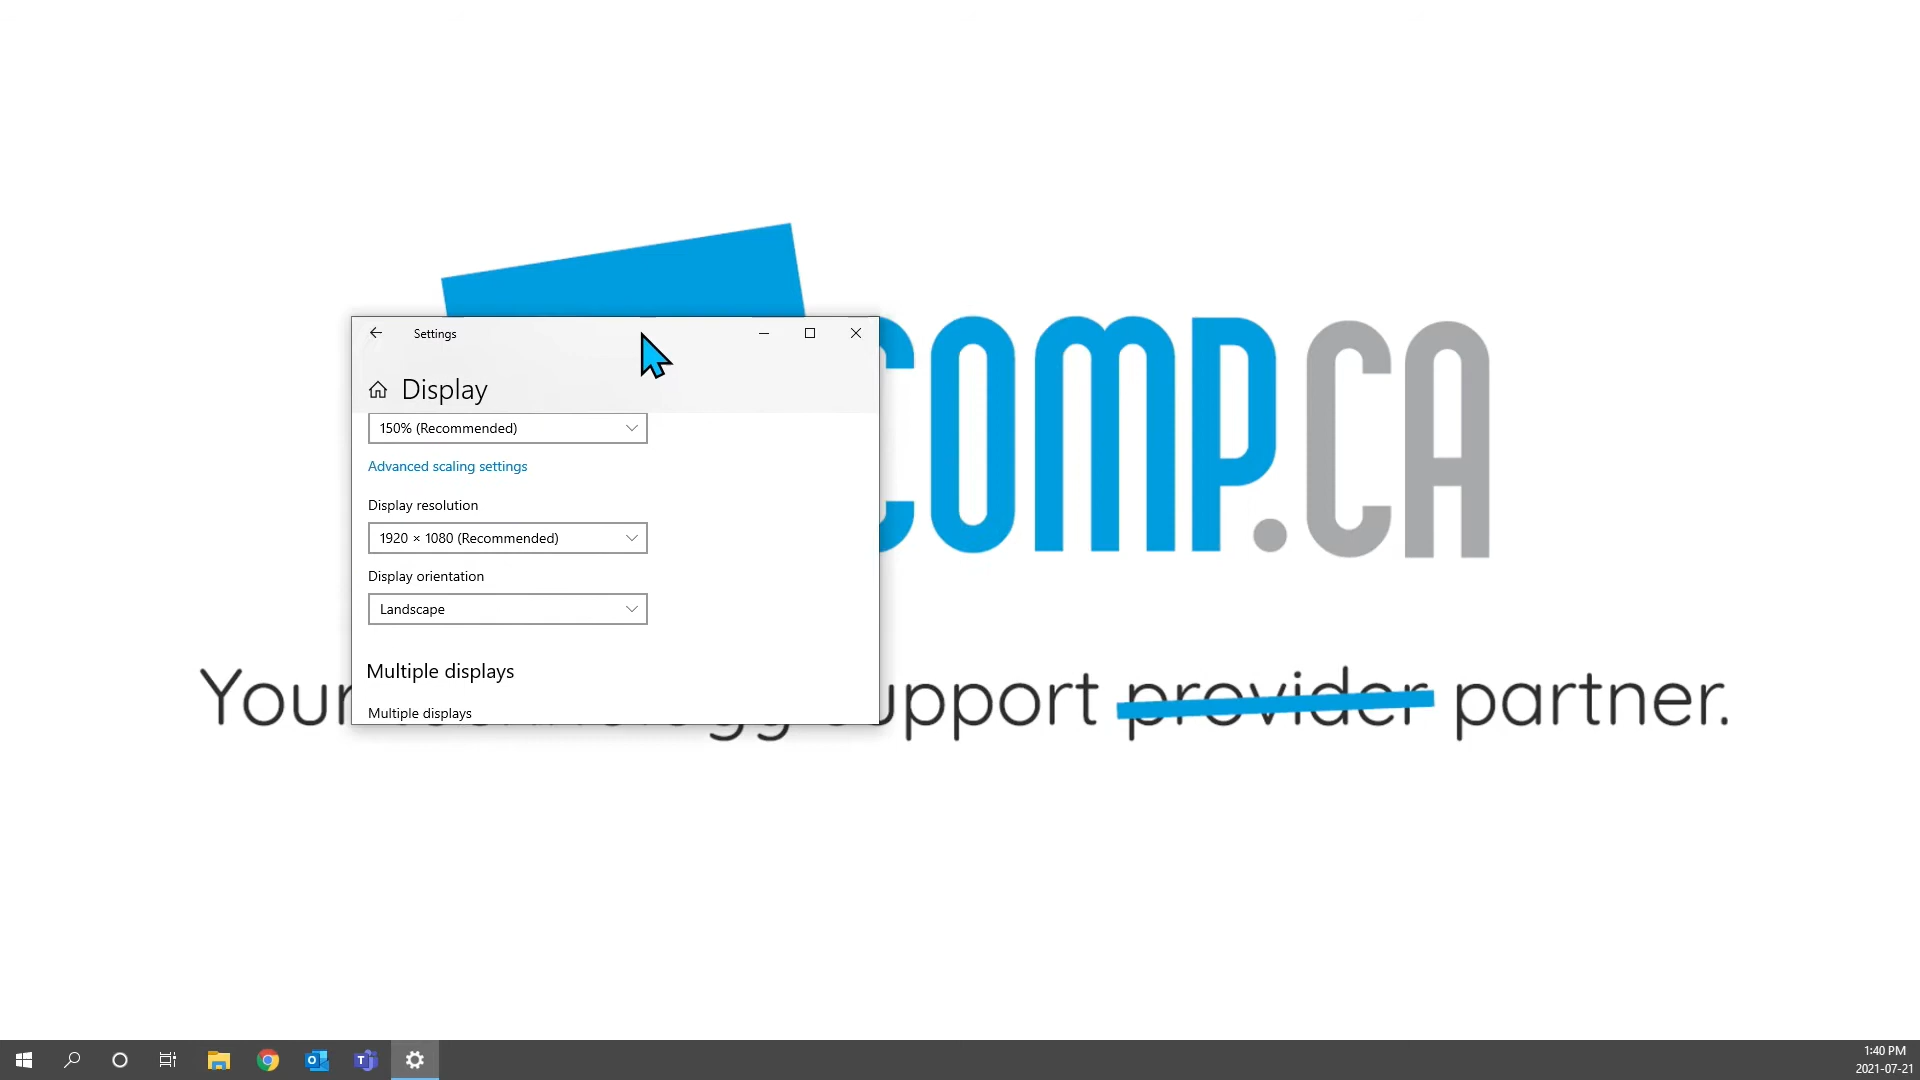 Settings
Display
150% (Recommended)
Advanced scaling settings
Display resolution
1920 × 1080 (Recommended)
Display orientation
Landscape
Multiple displays
Multiple displays
COMP.CA
Your support provider partner.
1:40 PM
2021-07-21